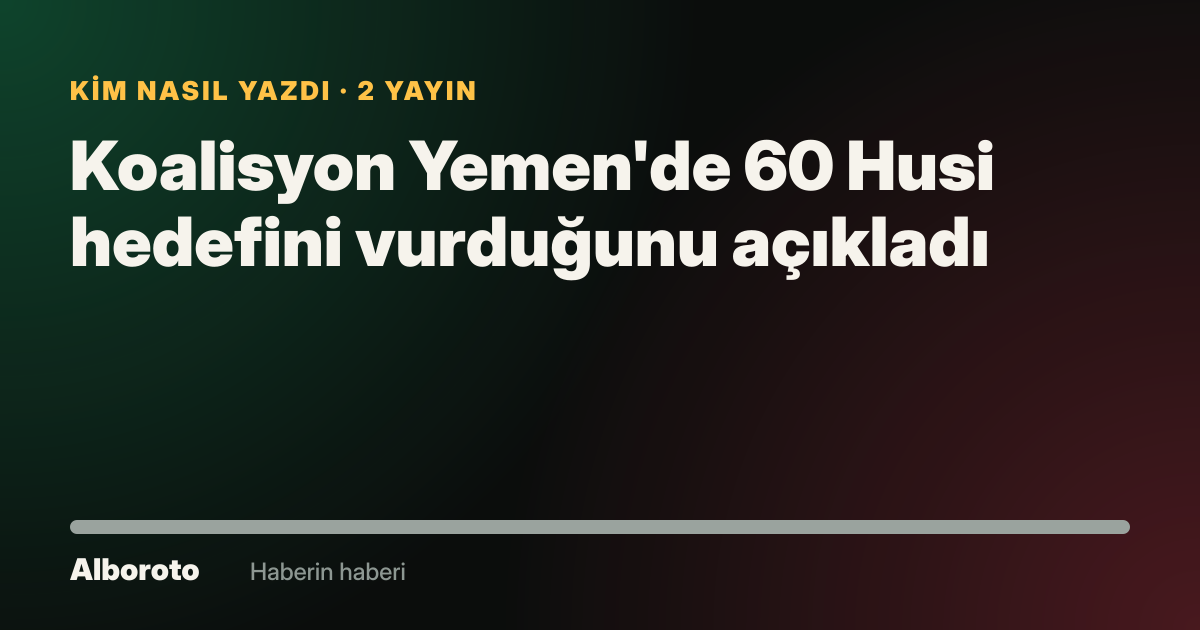 KİM NASIL YAZDI · 2 YAYIN
Koalisyon Yemen'de 60 Husi
hedefini vurduğunu açıkladı
Alboroto Haberin haberi